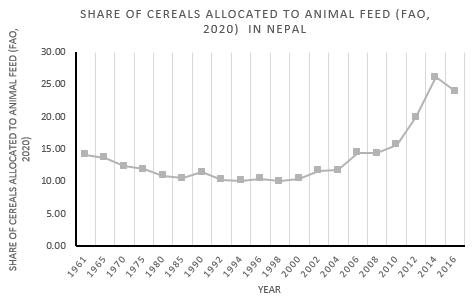 SHARE OF CEREALS ALLOCATED TO ANIMAL FEED (FAO,
2020) IN NEPAL
SHARE OF CEREALS ALLOCATED TO ANIMAL FEED (FAO,
2020)
30.00
25.00
20.00
15.00
10.00
5.00
0.00
1961 1965 1970 1975 1980 1985 1990 1992 1994 1996 1998 2000 2002 2004 2006 2008 2010 2012 2014 2016
YEAR